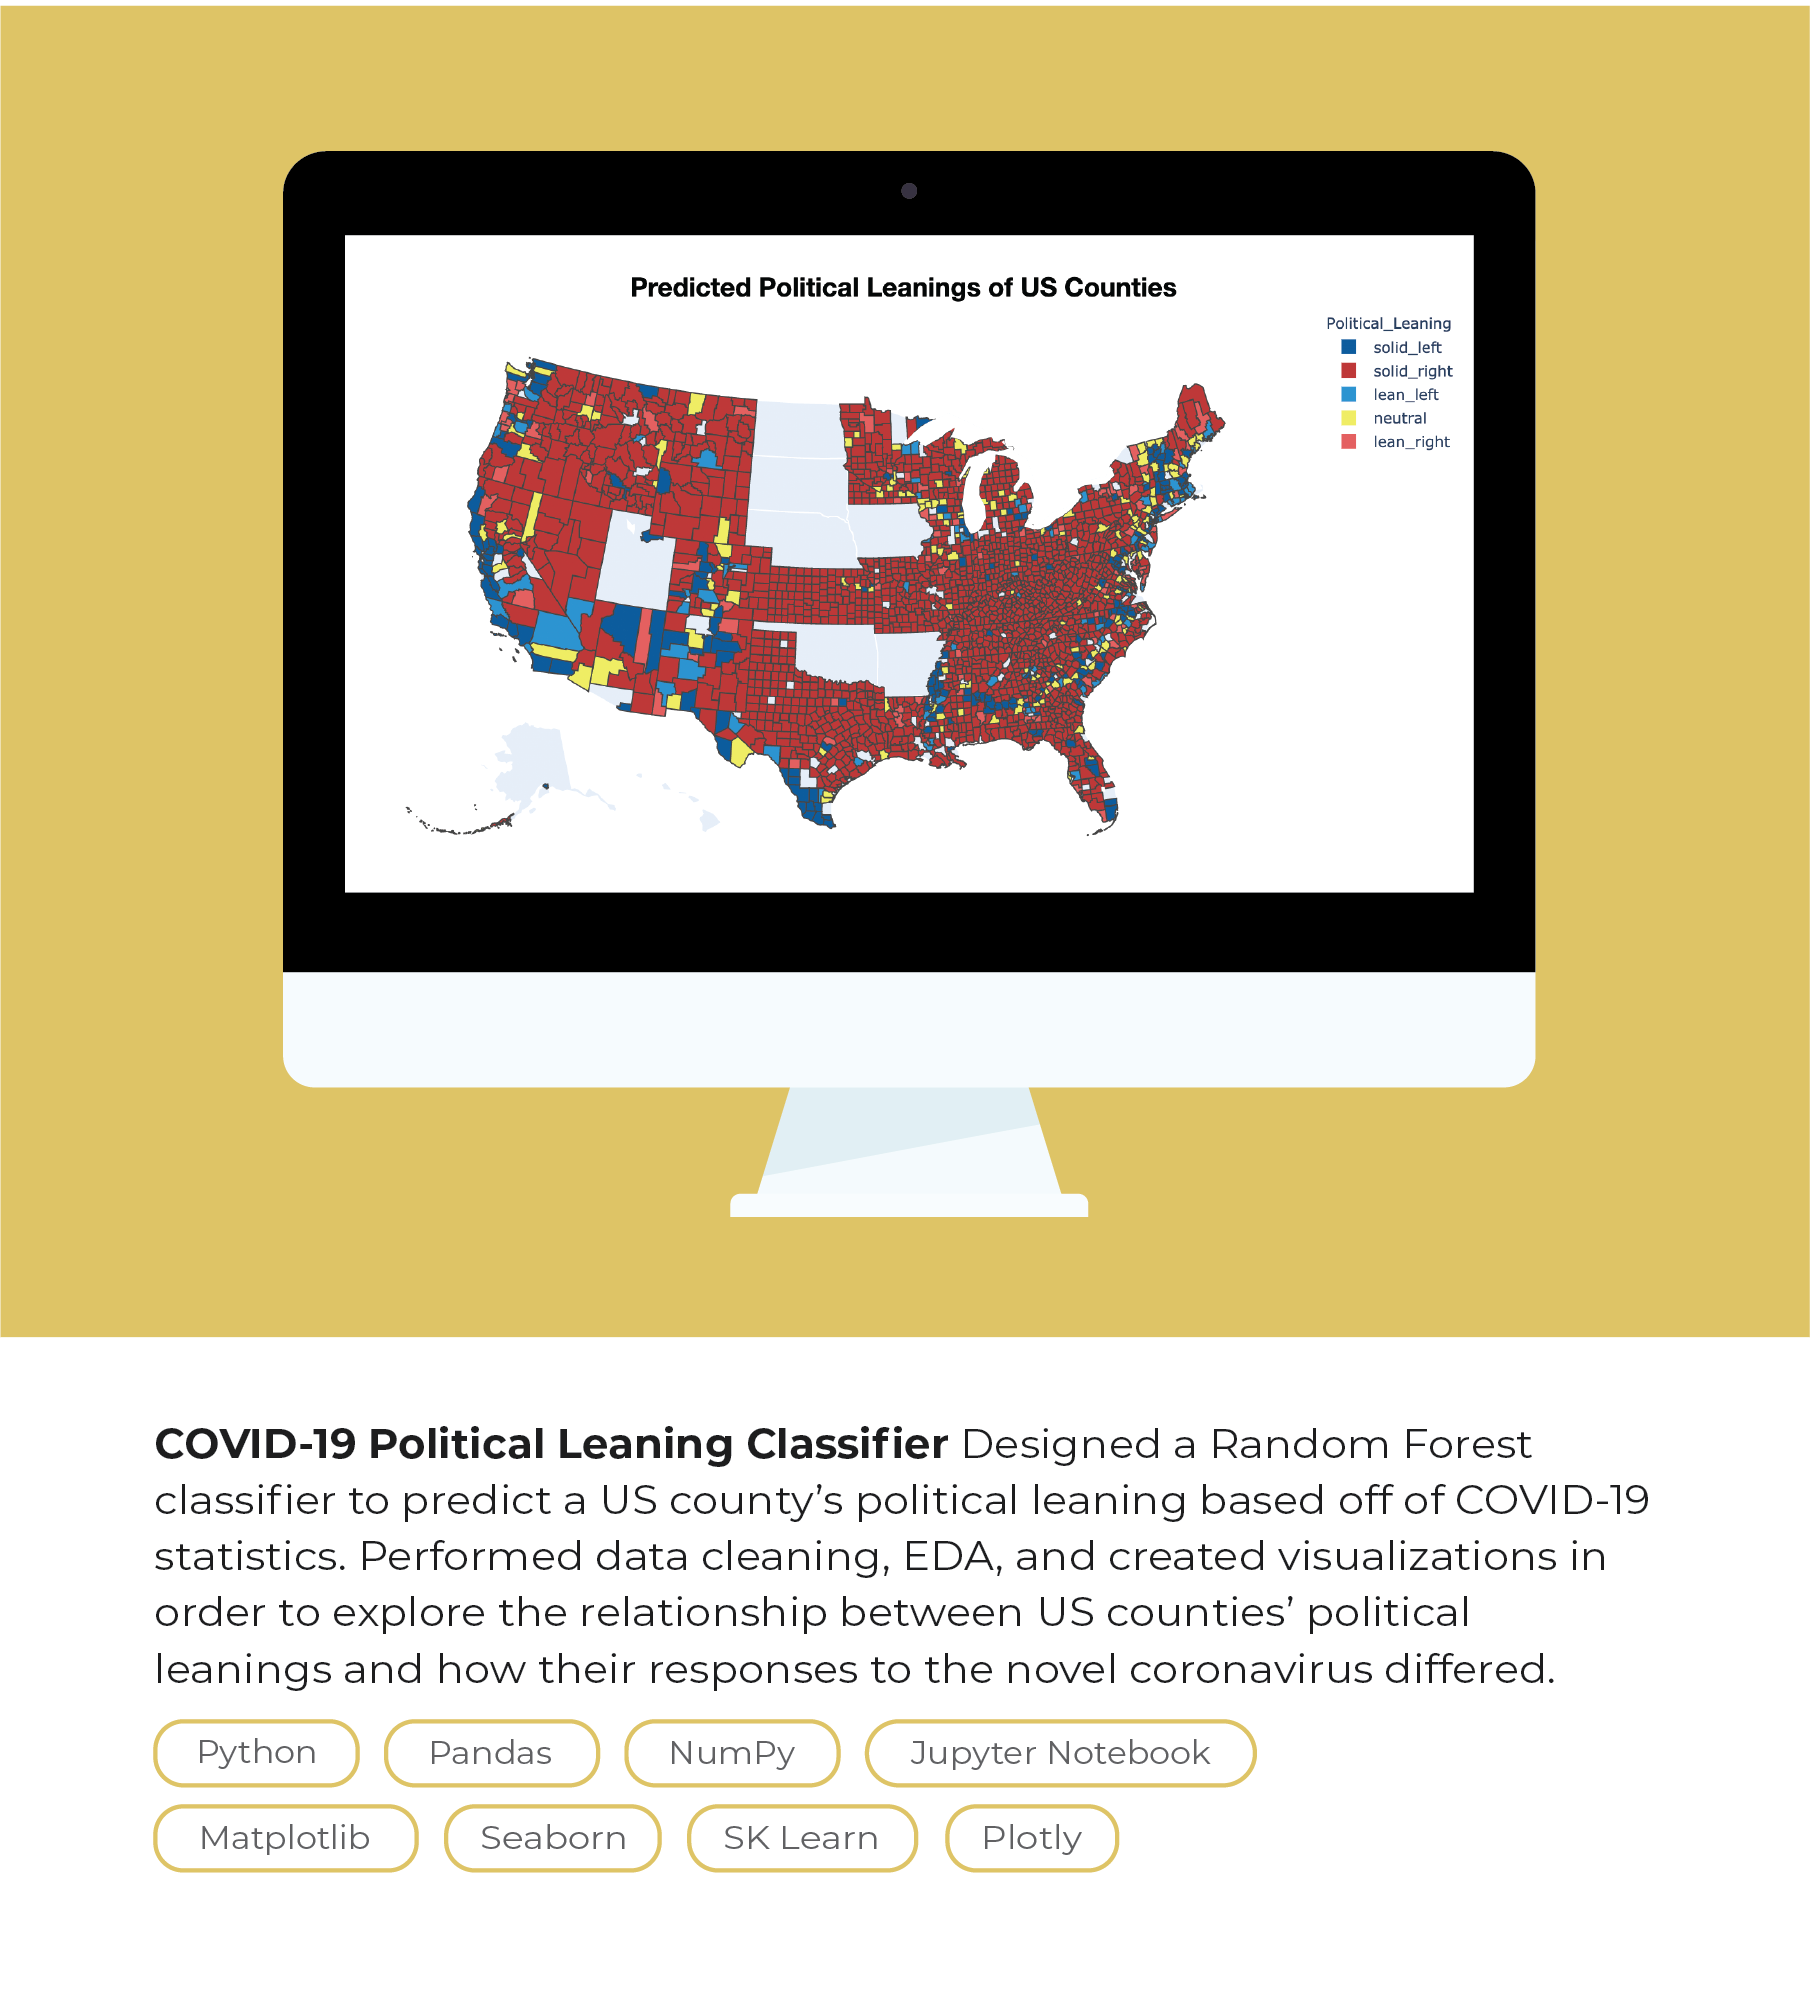 Predicted Political Leanings of US Counties
Political_Leaning
solid_left
solid_right
lean_left
neutral
lean_right
COVID-19 Political Leaning Classifier Designed a Random Forest
classifier to predict a US county’s political leaning based off of COVID-19
statistics. Performed data cleaning, EDA, and created visualizations in
order to explore the relationship between US counties’ political
leanings and how their responses to the novel coronavirus differed.
Python Pandas NumPy Jupyter Notebook
Matplotlib Seaborn SK Learn Plotly